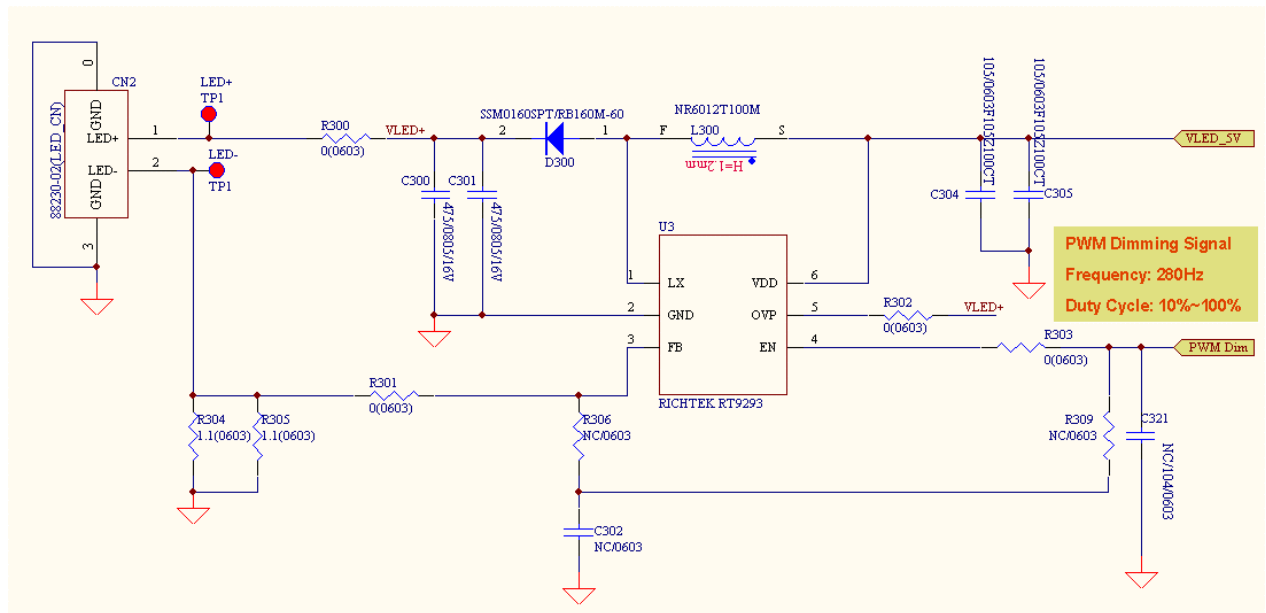 0
CN2
88230-02(LED_CN)
GND
LED+
LED-
GND
3
1
2
LED+
TP1
LED-
TP1
R300
0(0603)
VLED+
C300
475/0805/16V
C301
475/0805/16V
SSM0160SPT/RB160M-60
2
1
D300
NR6012T100M
F
L300
S
H=1.2mm
105/0603F105Z100CT
105/0603F105Z100CT
C304
C305
VLED_5V
PWM Dimming Signal
Frequency: 280Hz
Duty Cycle: 10%~100%
U3
1
LX
VDD
6
2
GND
OVP
5
3
FB
EN
4
RICHTEK RT9293
R302
0(0603)
VLED+
R303
0(0603)
PWM Dim
R301
0(0603)
R304
1.1(0603)
R305
1.1(0603)
R306
NC/0603
R309
NC/0603
C321
NC/104/0603
C302
NC/0603